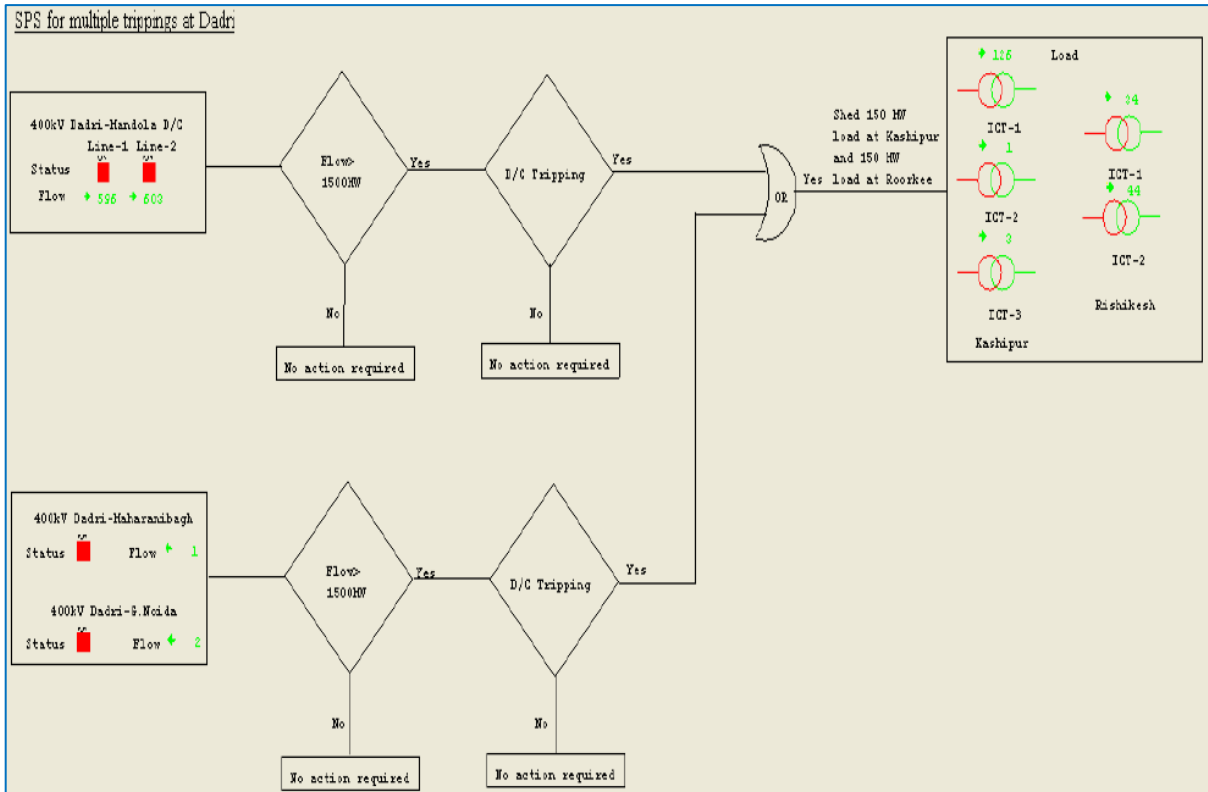 SPS for multiple trippings at Dadri
400kV Dadri-Mandola D/C
Line-1 Line-2
Status
Flow 595 603
Flow>
1500MW
Yes
No
No action required
D/C Tripping
Yes
No
No action required
OR
Yes
Shed 150 MW
load at Kashipur
and 150 MW
load at Roorkee
Load
ICT-1
1
ICT-2
3
ICT-3
Kashipur
ICT-1
44
ICT-2
Rishikesh
400kV Dadri-Maharanibagh
Status Flow 1
400kV Dadri-G.Noida
Status Flow 2
Flow>
1500MW
Yes
No
No action required
D/C Tripping
Yes
No
No action required